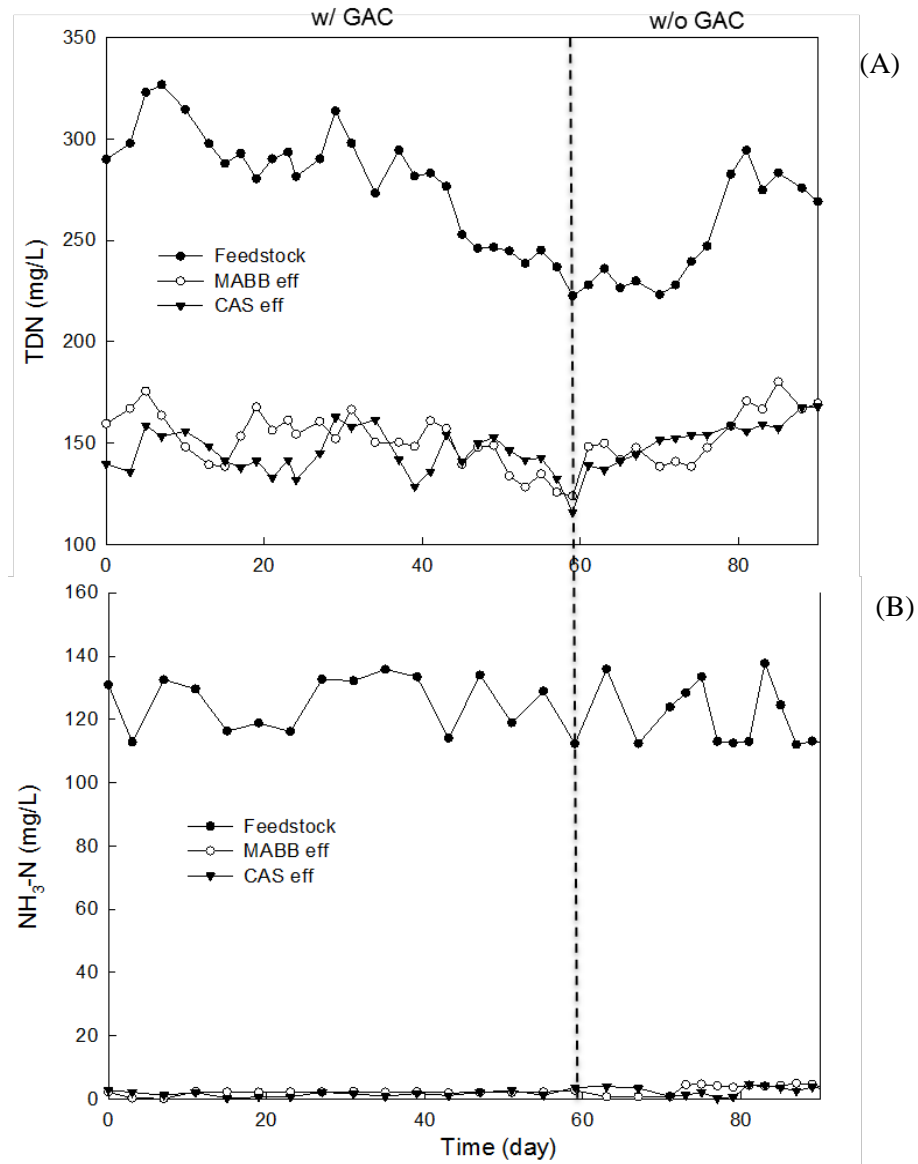 w/ GAC
w/o GAC
(A)
350
300
250
200
150
100
TDN (mg/L)
Feedstock
MABB eff
CAS eff
0
20
40
60
80
(B)
160
140
120
100
80
60
40
20
0
NH₃-N (mg/L)
Feedstock
MABB eff
CAS eff
0
20
40
60
80
Time (day)